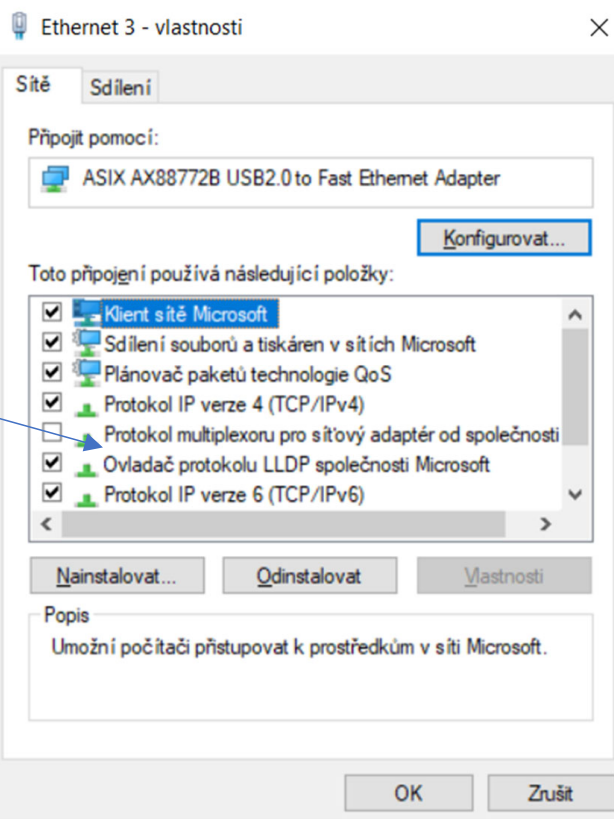 Ethernet 3 - vlastnosti
Sítě
Sdílení
Připojit pomocí:
ASIX AX88772B USB2.0 to Fast Ethernet Adapter
Konfigurovat...
Toto připojení používá následující položky:
Klient sítě Microsoft
Sdílení souborů a tiskáren v sítích Microsoft
Plánovač paketů technologie QoS
Protokol IP verze 4 (TCP/IPv4)
Protokol multiplexoru pro síťový adaptér od společnosti
Ovladač protokolu LLDP společnosti Microsoft
Protokol IP verze 6 (TCP/IPv6)
Nainstalovat...
Odinstalovat
Vlastnosti
Popis
Umožní počítači přistupovat k prostředkům v síti Microsoft.
OK
Zrušit